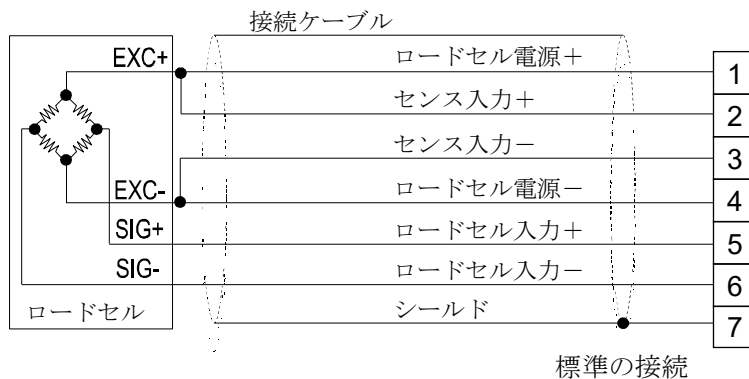 接続ケーブル
EXC+
ロードセル電源＋
1
センス入力＋
2
センス入力－
3
EXC-
ロードセル電源－
4
SIG+
ロードセル入力＋
5
SIG-
ロードセル入力－
6
ロードセル
シールド
7
標準の接続